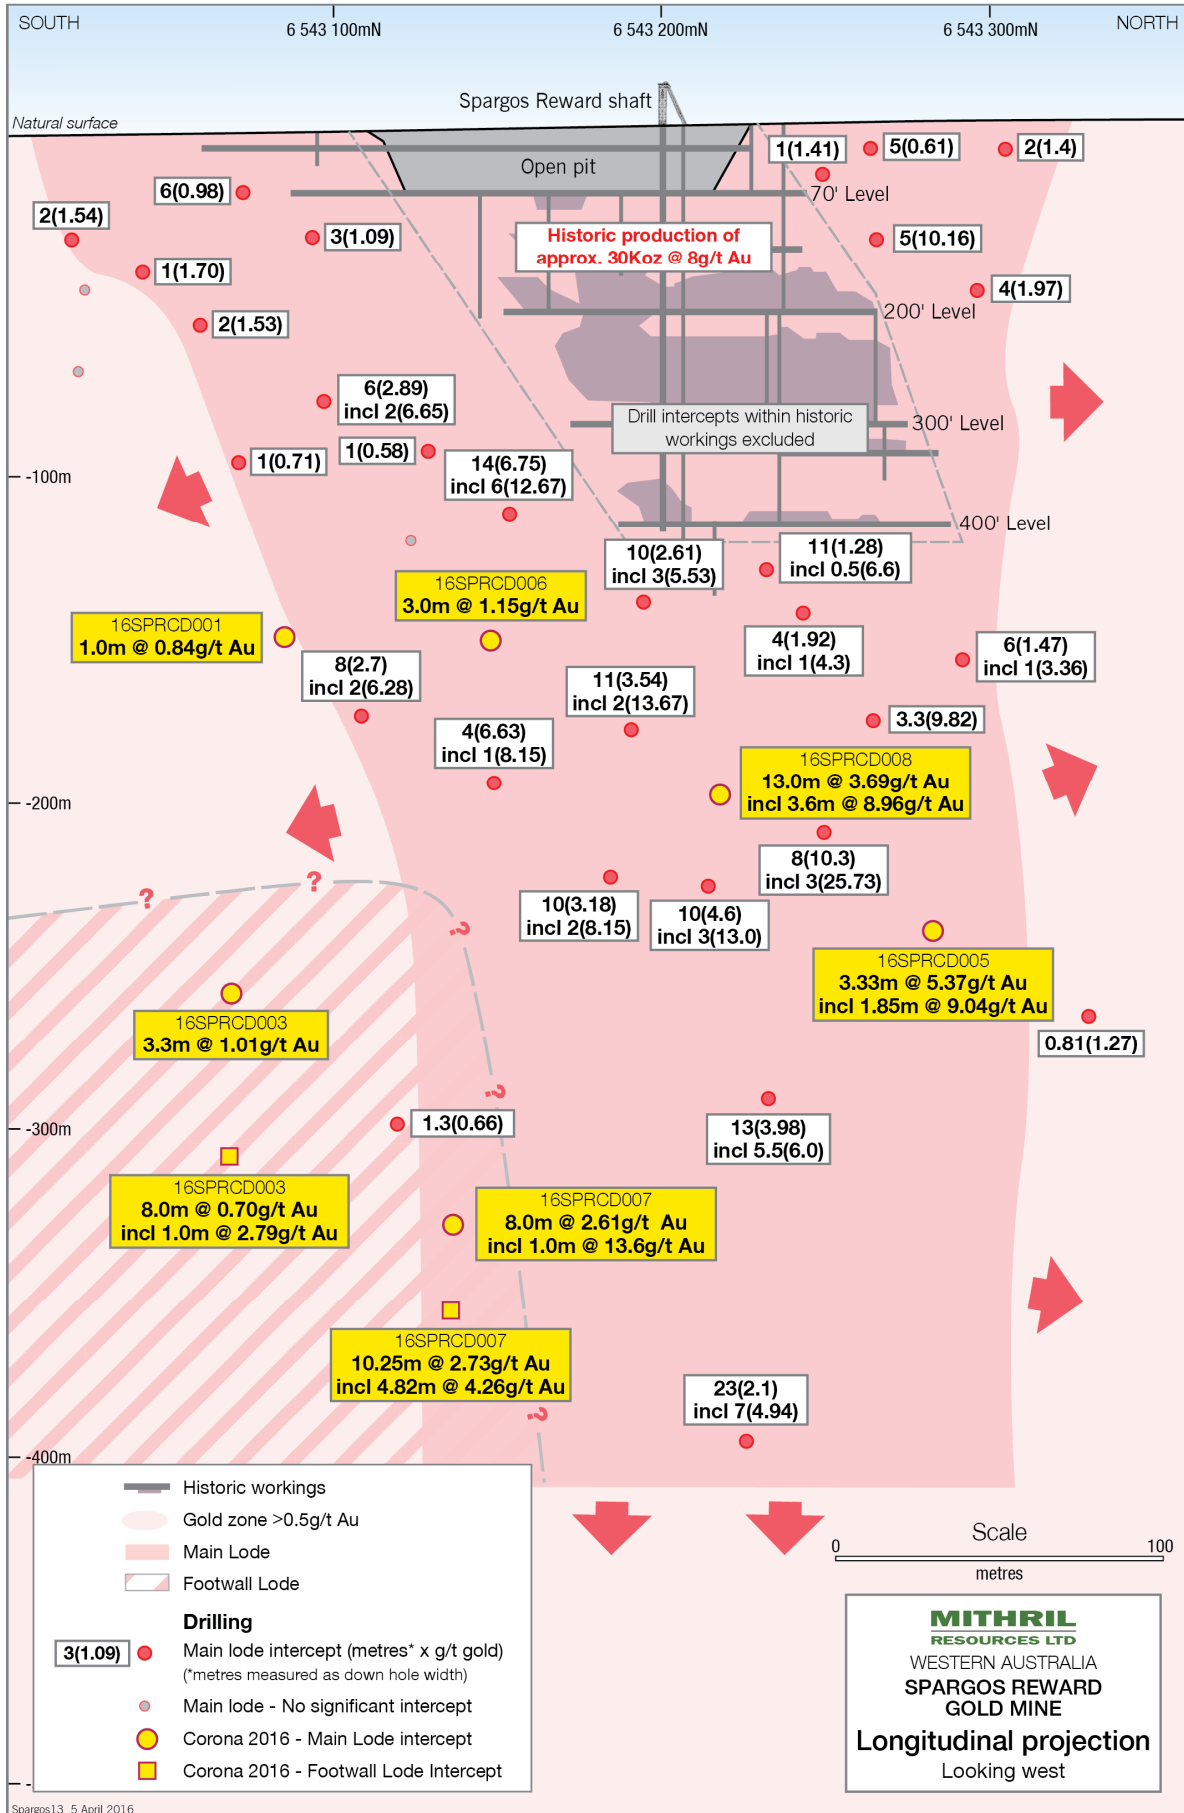 SOUTH
6 543 100mN
6 543 200mN
6 543 300mN
NORTH
Spargos Reward shaft
Natural surface
Open pit
1(1.41)
5(0.61)
2(1.4)
6(0.98)
70' Level
2(1.54)
3(1.09)
Historic production of
approx. 30Koz @ 8g/t Au
5(10.16)
1(1.70)
4(1.97)
2(1.53)
200' Level
6(2.89)
incl 2(6.65)
Drill intercepts within historic
workings excluded
300' Level
1(0.58)
1(0.71)
14(6.75)
incl 6(12.67)
-100m
400' Level
10(2.61)
incl 3(5.53)
11(1.28)
incl 0.5(6.6)
16SPRCD006
3.0m @ 1.15g/t Au
16SPRCD001
1.0m @ 0.84g/t Au
4(1.92)
incl 1(4.3)
6(1.47)
incl 1(3.36)
8(2.7)
incl 2(6.28)
11(3.54)
incl 2(13.67)
3.3(9.82)
4(6.63)
incl 1(8.15)
16SPRCD008
13.0m @ 3.69g/t Au
incl 3.6m @ 8.96g/t Au
-200m
8(10.3)
incl 3(25.73)
?
?
10(3.18)
incl 2(8.15)
10(4.6)
incl 3(13.0)
?
16SPRCD005
3.33m @ 5.37g/t Au
incl 1.85m @ 9.04g/t Au
16SPRCD003
3.3m @ 1.01g/t Au
0.81(1.27)
?
-300m
1.3(0.66)
13(3.98)
incl 5.5(6.0)
16SPRCD003
8.0m @ 0.70g/t Au
incl 1.0m @ 2.79g/t Au
16SPRCD007
8.0m @ 2.61g/t Au
incl 1.0m @ 13.6g/t Au
16SPRCD007
10.25m @ 2.73g/t Au
incl 4.82m @ 4.26g/t Au
23(2.1)
incl 7(4.94)
?
-400m
Historic workings
Gold zone >0.5g/t Au
Main Lode
Footwall Lode
Drilling
3(1.09)
Main lode intercept (metres* x g/t gold)
(*metres measured as down hole width)
Main lode - No significant intercept
Corona 2016 - Main Lode intercept
Corona 2016 - Footwall Lode Intercept
-
Scale
0
100
metres
MITHRIL
RESOURCES LTD
WESTERN AUSTRALIA
SPARGOS REWARD
GOLD MINE
Longitudinal projection
Looking west
Spargos13 5 April 2016